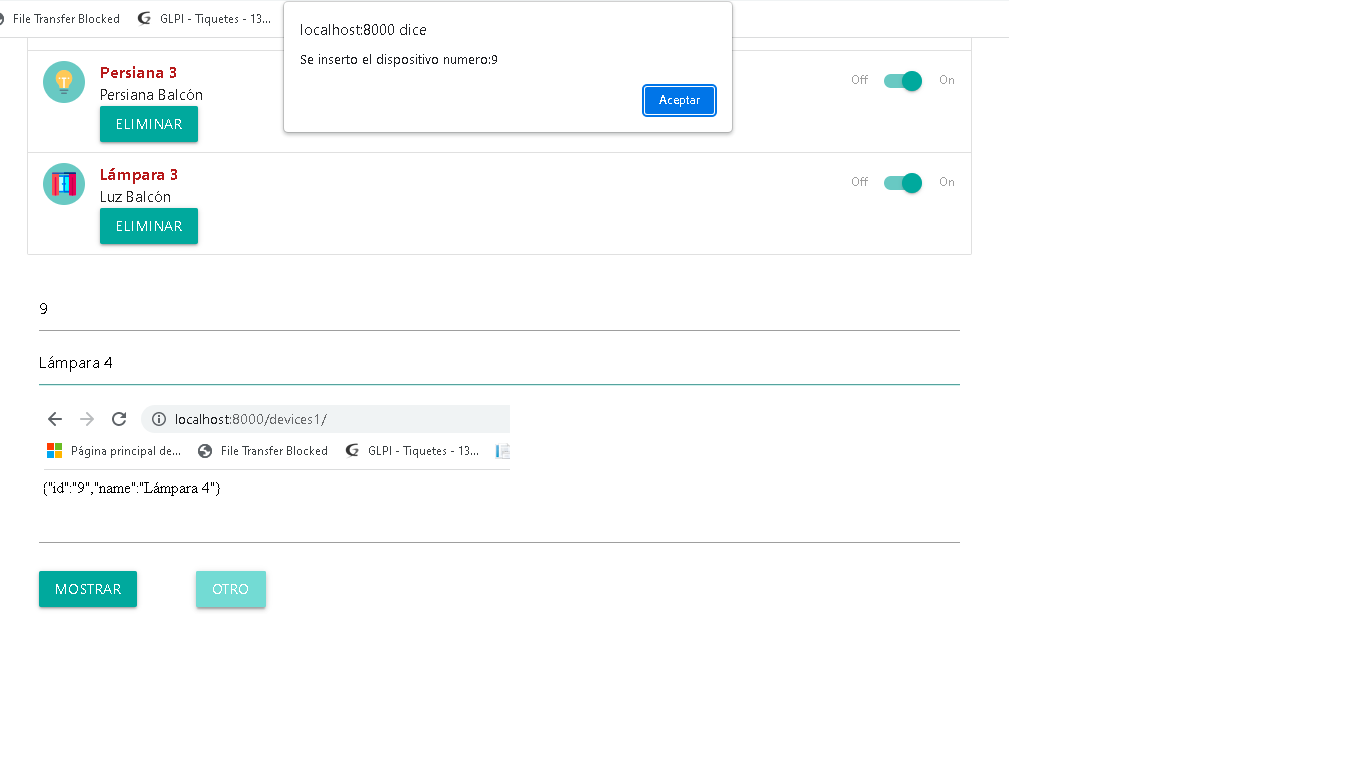 File Transfer Blocked GLPI - Tiquetes - 13...
localhost:8000 dice
Se inserto el dispositivo numero:9
Aceptar
Persiana 3
Persiana Balcón
ELIMINAR
Off On
Lámpara 3
Luz Balcón
ELIMINAR
Off On
9
Lámpara 4
localhost:8000/devices1/
Página principal de... File Transfer Blocked GLPI - Tiquetes - 13...
{"id":"9","name":"Lámpara 4"}
MOSTRAR OTRO